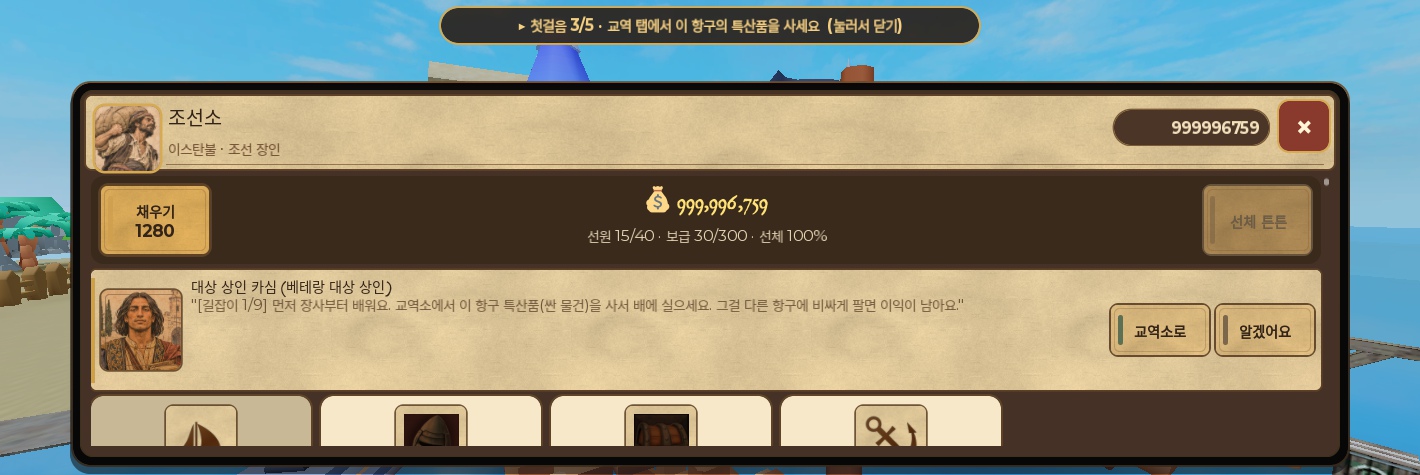 ▸ 첫걸음 3/5 · 교역 탭에서 이 항구의 특산품을 사세요 (눌러서 닫기)
조선소
999996759
×
이스탄불 · 조선 장인
채우기
1280
$ 999,996,759
선원 15/40 · 보급 30/300 · 선체 100%
선체 튼튼
대상 상인 카심 (베테랑 대상 상인)
"[길잡이 1/9] 먼저 장사부터 배워요. 교역소에서 이 항구 특산품(싼 물건)을 사서 배에 실으세요. 그걸 다른 항구에 비싸게 팔면 이익이 남아요."
교역소로
알겠어요